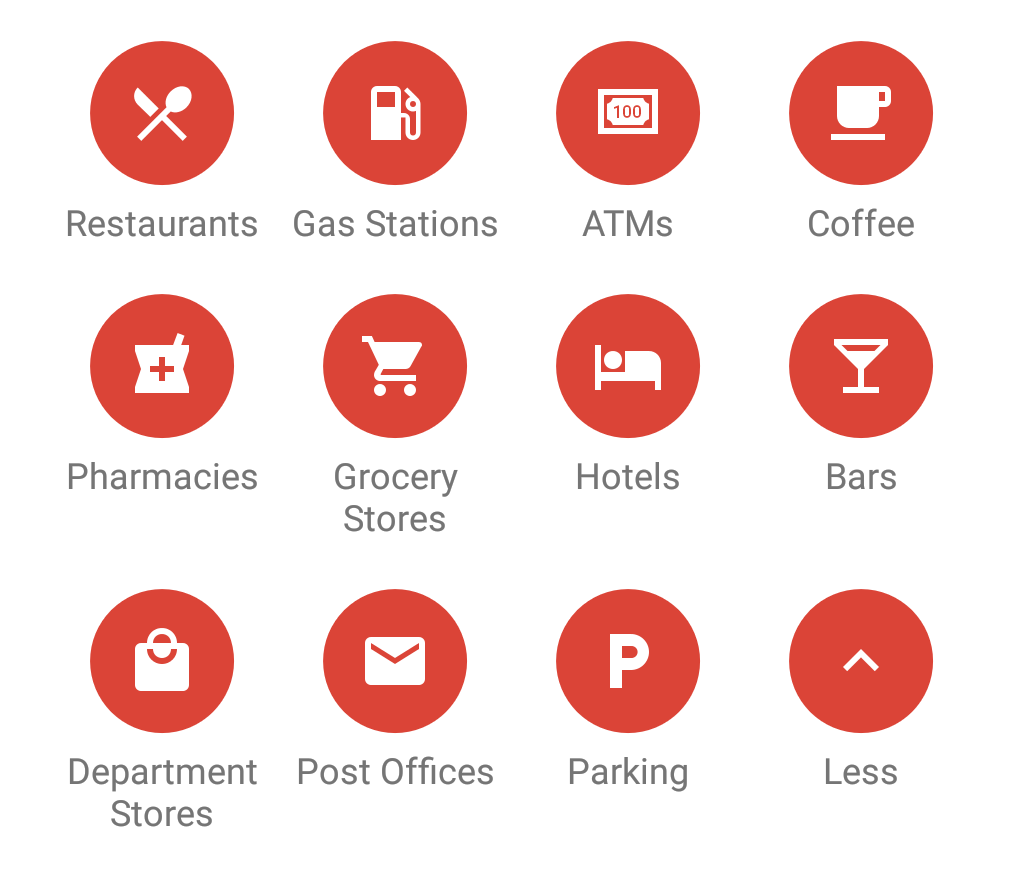 100
Restaurants
Gas Stations
ATMs
Coffee
Pharmacies
Grocery
Stores
Hotels
Bars
P
Department
Stores
Post Offices
Parking
Less